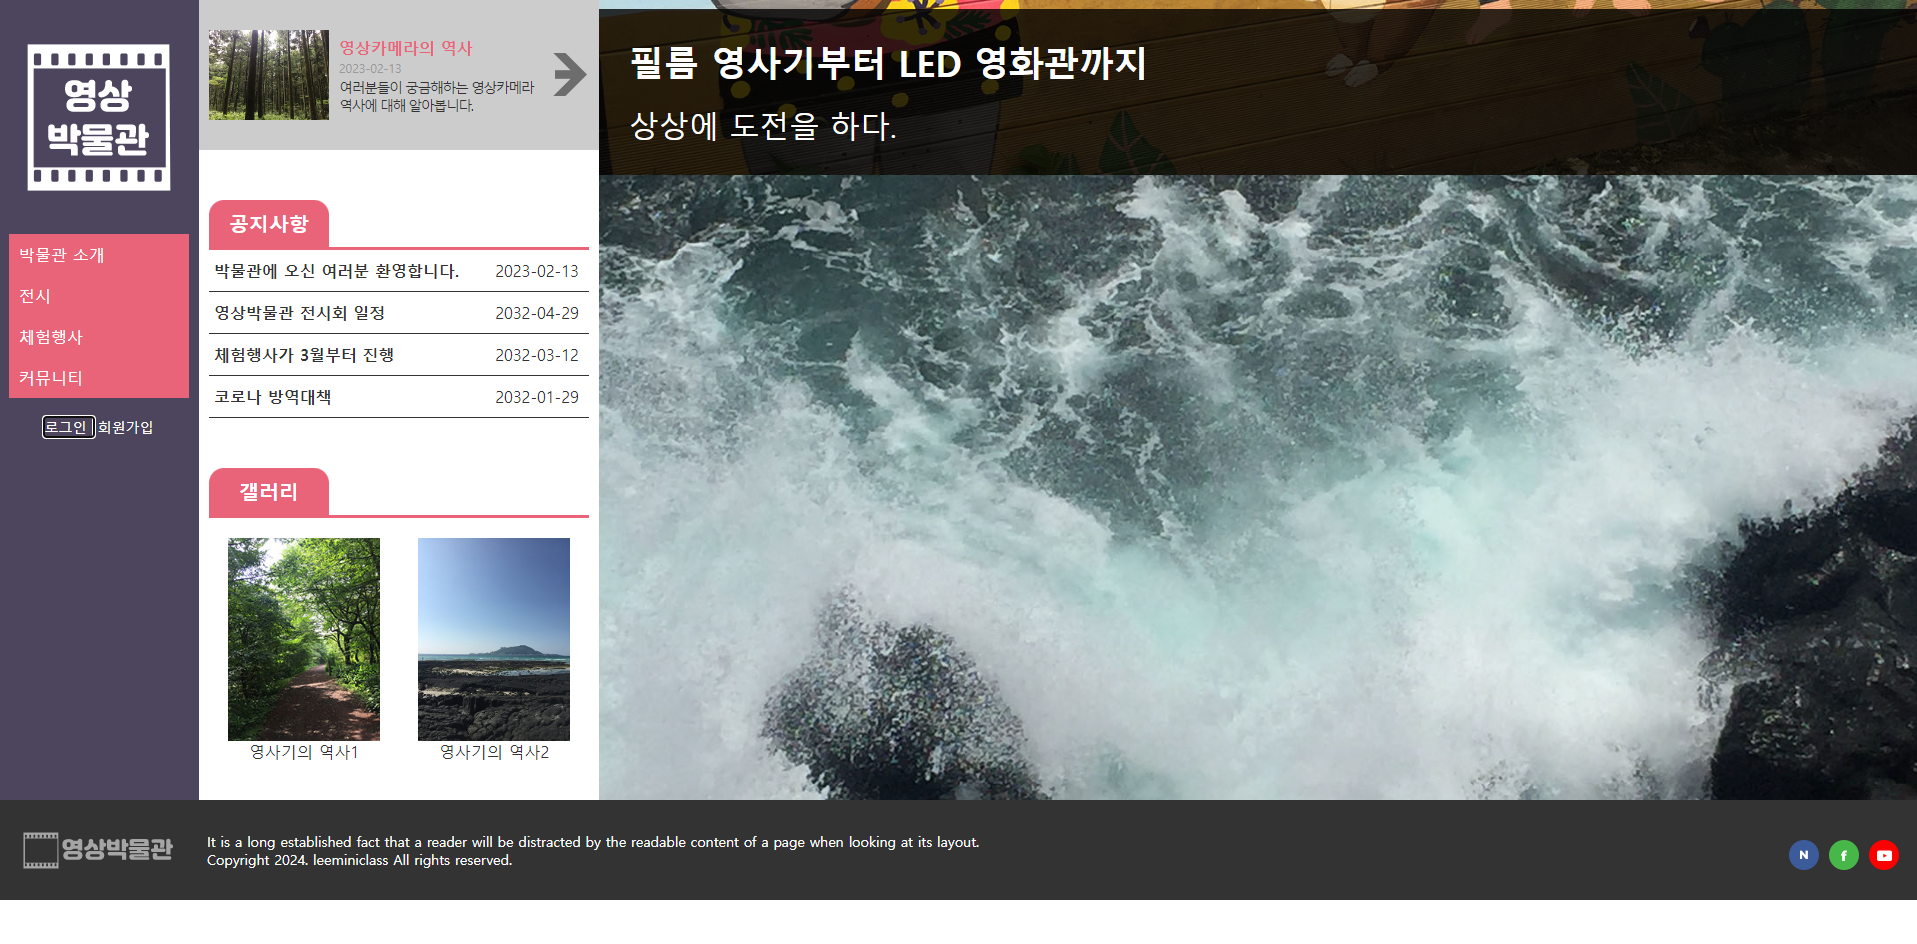 영상
박물관
박물관 소개
전시
체험행사
커뮤니티
로그인 | 회원가입
영상카메라의 역사
2023-02-13
여러분들이 궁금해하는 영상카메라
역사에 대해 알아봅니다.
공지사항
박물관에 오신 여러분 환영합니다. 2023-02-13
영상박물관 전시회 일정 2032-04-29
체험행사가 3월부터 진행 2032-03-12
코로나 방역대책 2032-01-29
갤러리
영사기의 역사1 영사기의 역사2
필름 영사기부터 LED 영화관까지
상상에 도전을 하다.
영상박물관
It is a long established fact that a reader will be distracted by the readable content of a page when looking at its layout.
Copyright 2024. leeminiclass All rights reserved.
N f